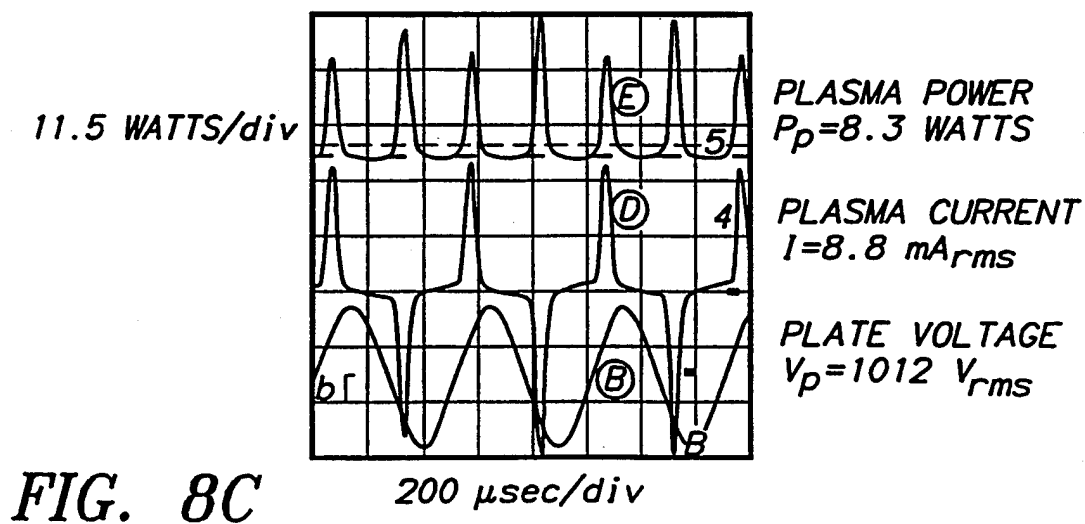 11.5 WATTS/div
E
5
D
4
B
b
B
PLASMA POWER
Pp=8.3 WATTS
PLASMA CURRENT
I=8.8 mArms
PLATE VOLTAGE
Vp=1012 Vrms
200 µsec/div
FIG. 8C